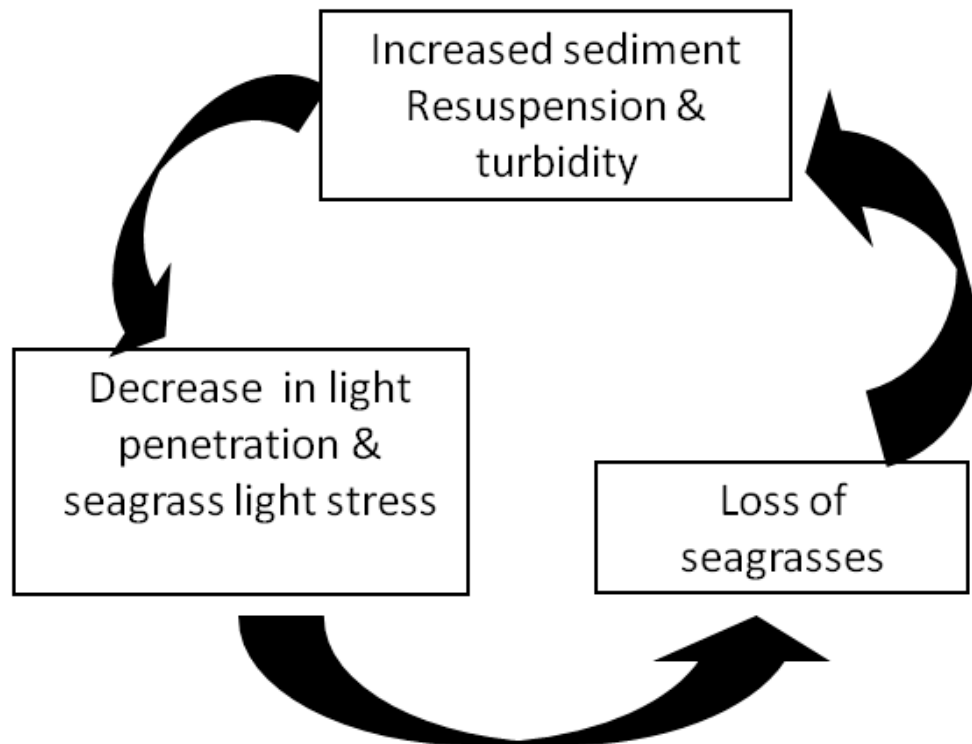 Increased sediment
Resuspension &
turbidity
Decrease  in light
penetration &
seagrass light stress
Loss of
seagrasses